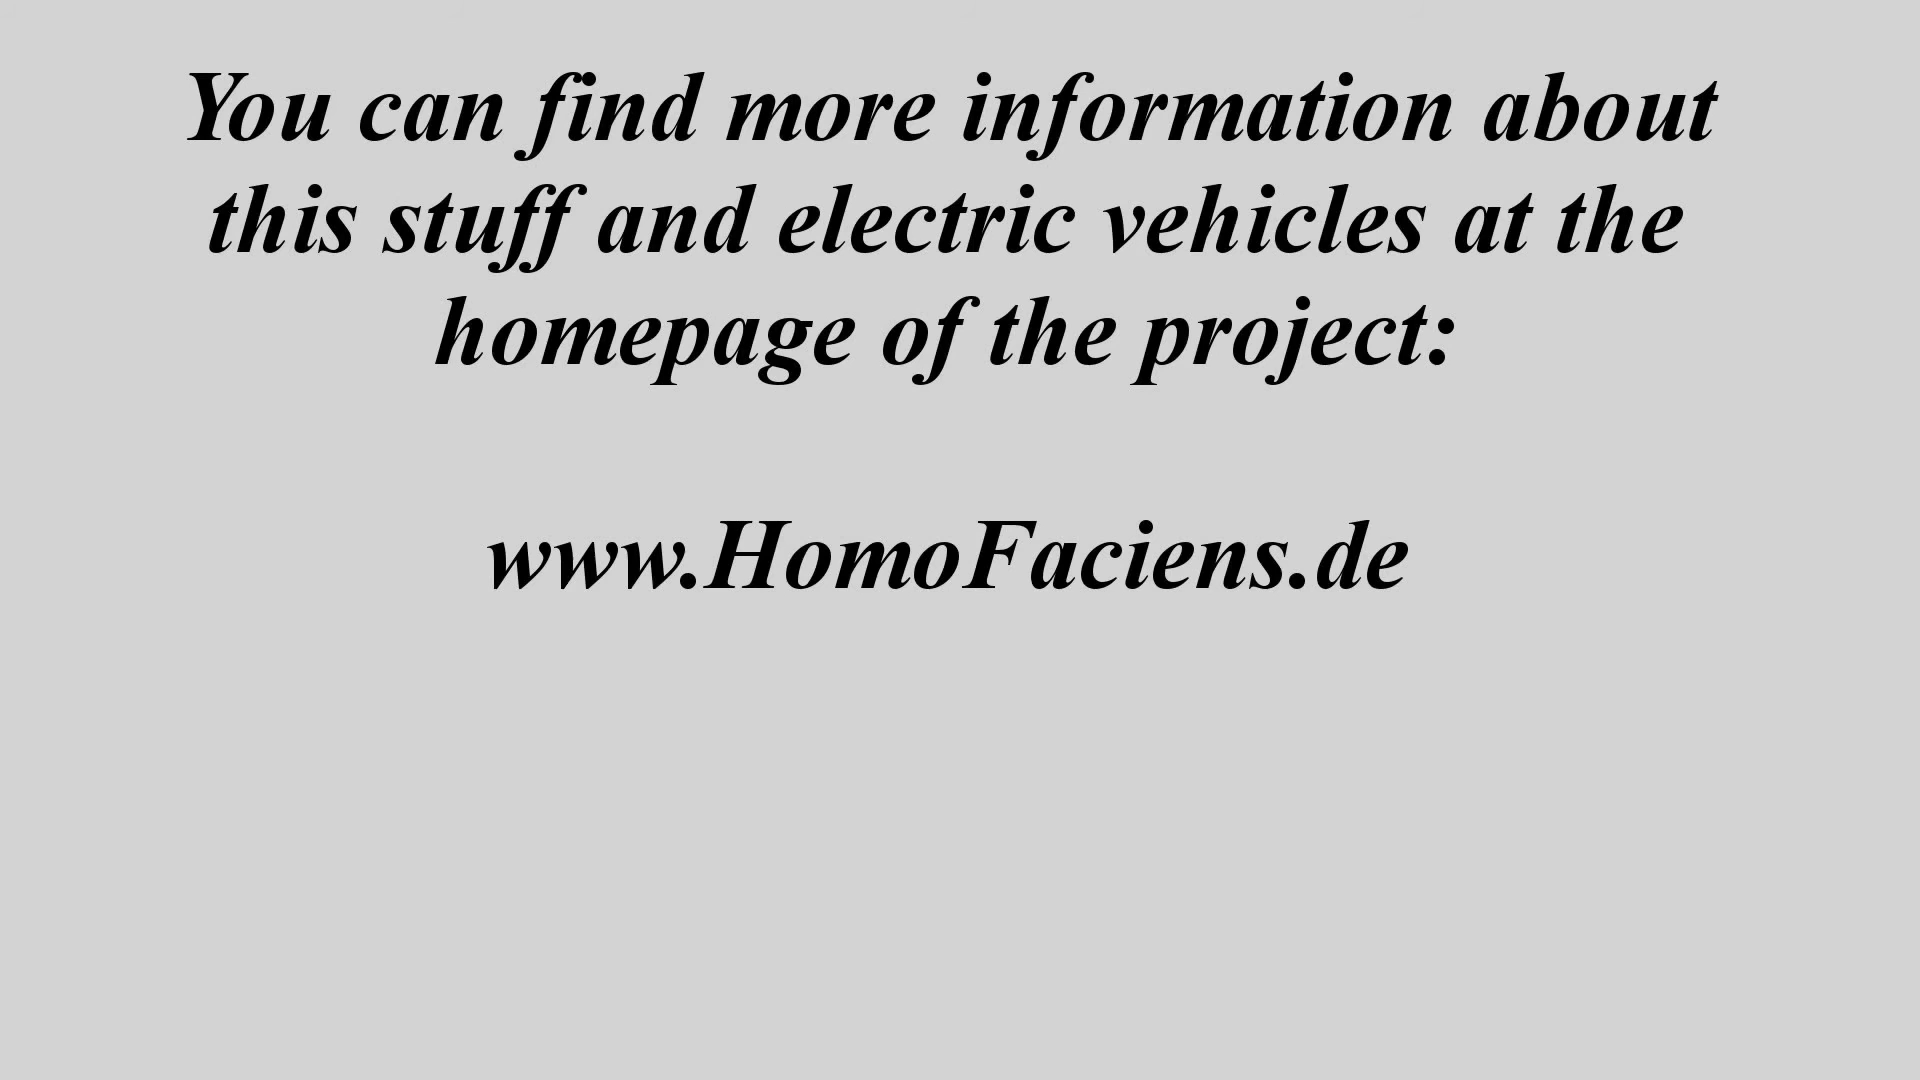 You can find more information about
this stuff and electric vehicles at the
homepage of the project:
www.HomoFaciens.de